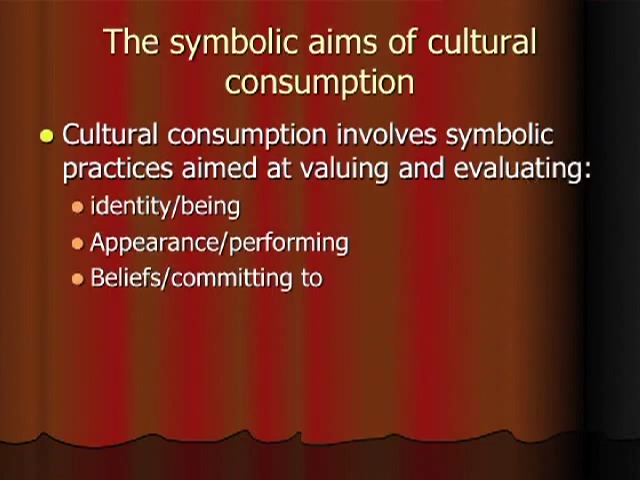 The symbolic aims of cultural
consumption
Cultural consumption involves symbolic
practices aimed at valuing and evaluating:
identity/being
Appearance/performing
Beliefs/committing to